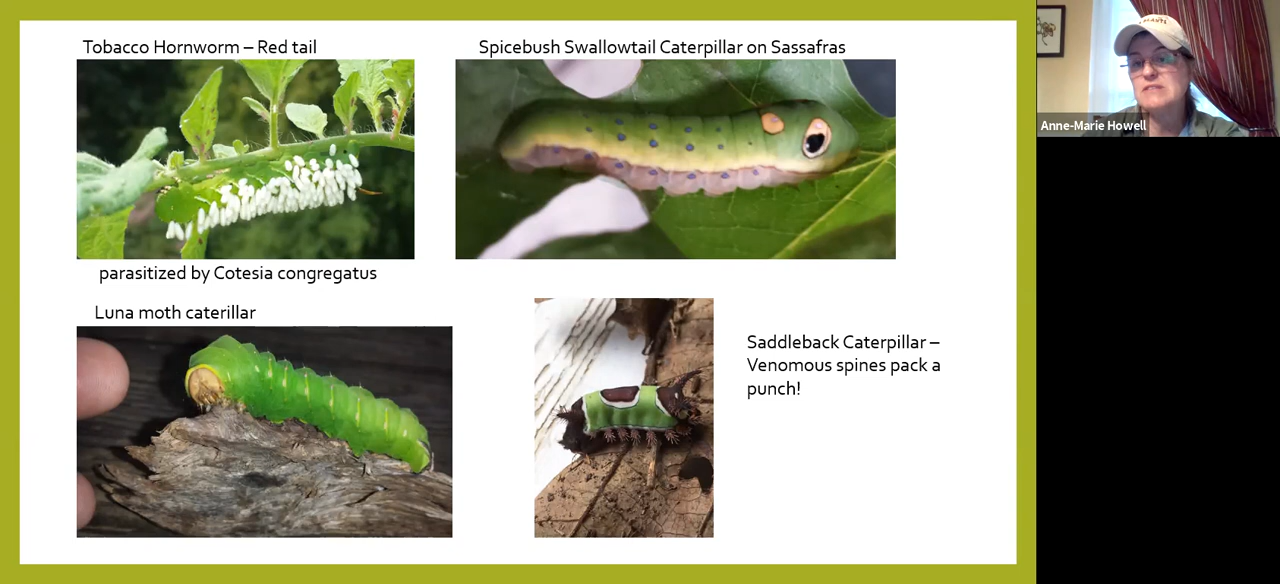 Tobacco Hornworm – Red tail
Spicebush Swallowtail Caterpillar on Sassafras
parasitized by Cotesia congregatus
Luna moth caterillar
Saddleback Caterpillar –
Venomous spines pack a
punch!
Anne-Marie Howell